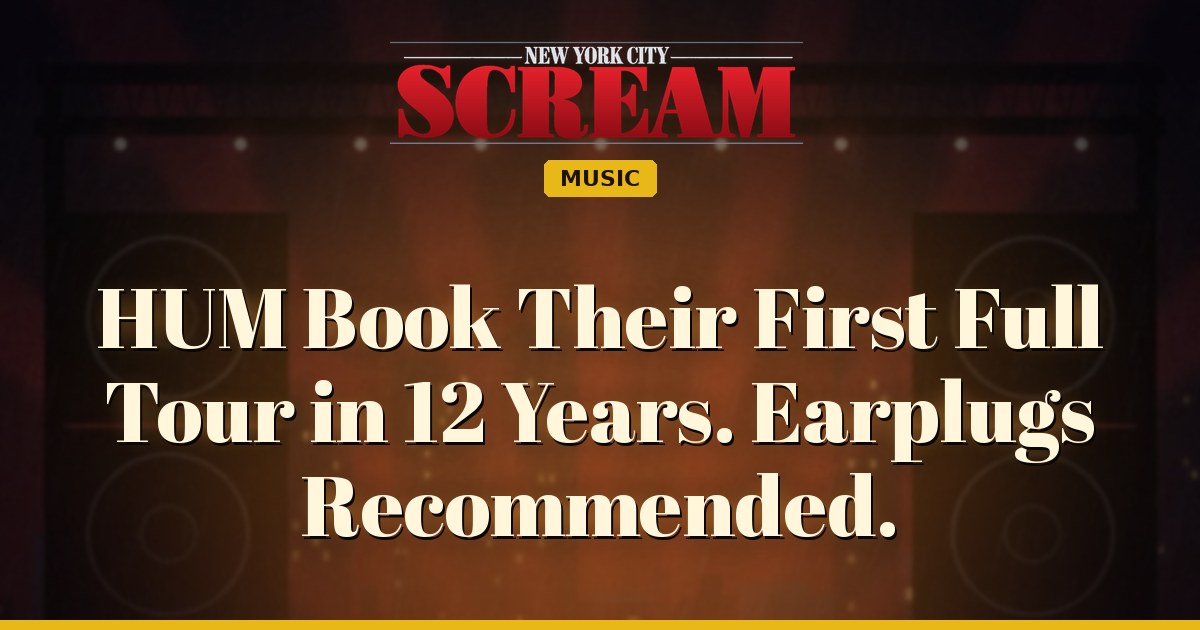 NEW YORK CITY
SCREAM
MUSIC
HUM Book Their First Full
Tour in 12 Years. Earplugs
Recommended.